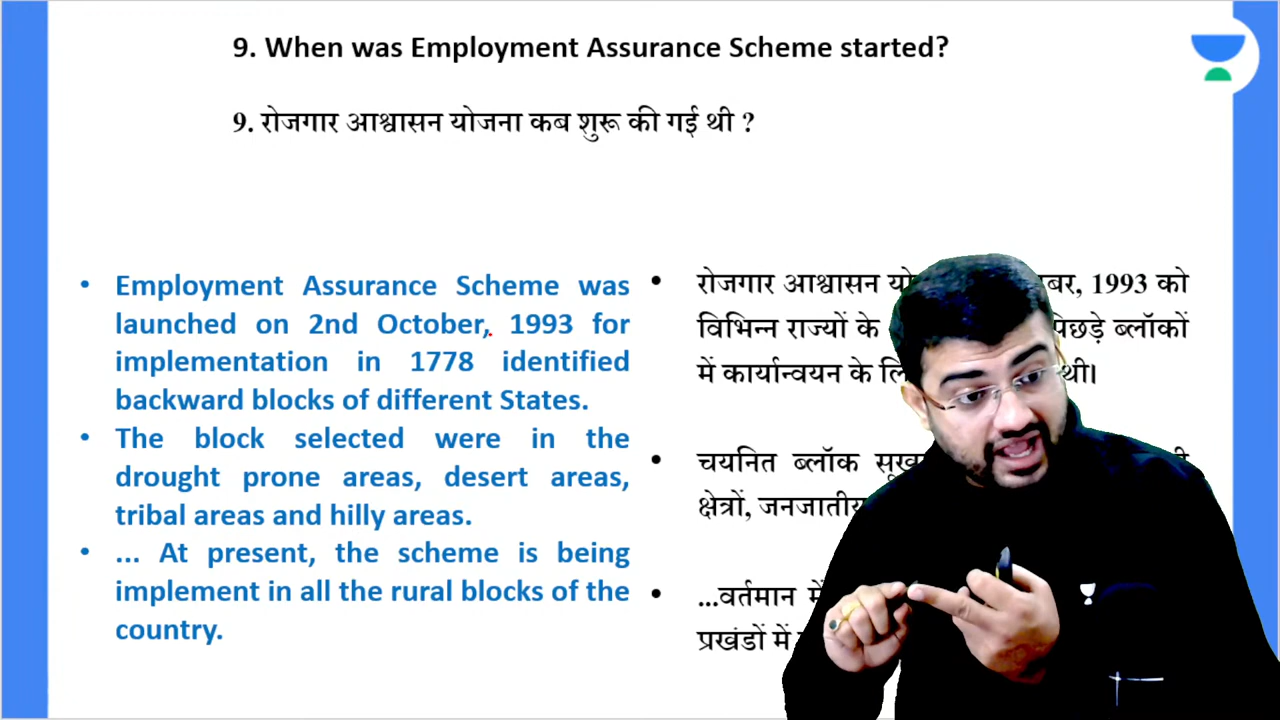 9. When was Employment Assurance Scheme started?
9. रोजगार आश्वासन योजना कब शुरू की गई थी ?
• Employment Assurance Scheme was
launched on 2nd October, 1993 for
implementation in 1778 identified
backward blocks of different States.
• The block selected were in the
drought prone areas, desert areas,
tribal areas and hilly areas.
• ... At present, the scheme is being
implement in all the rural blocks of the
country.
• रोजगार आश्वासन 1993 को
विभिन्न राज्यों के पिछड़े ब्लॉकों
में कार्यान्वयन के थी।
• चयनित ब्लॉक
क्षेत्रों,
• ...वर्तमान में
प्रखंडों में